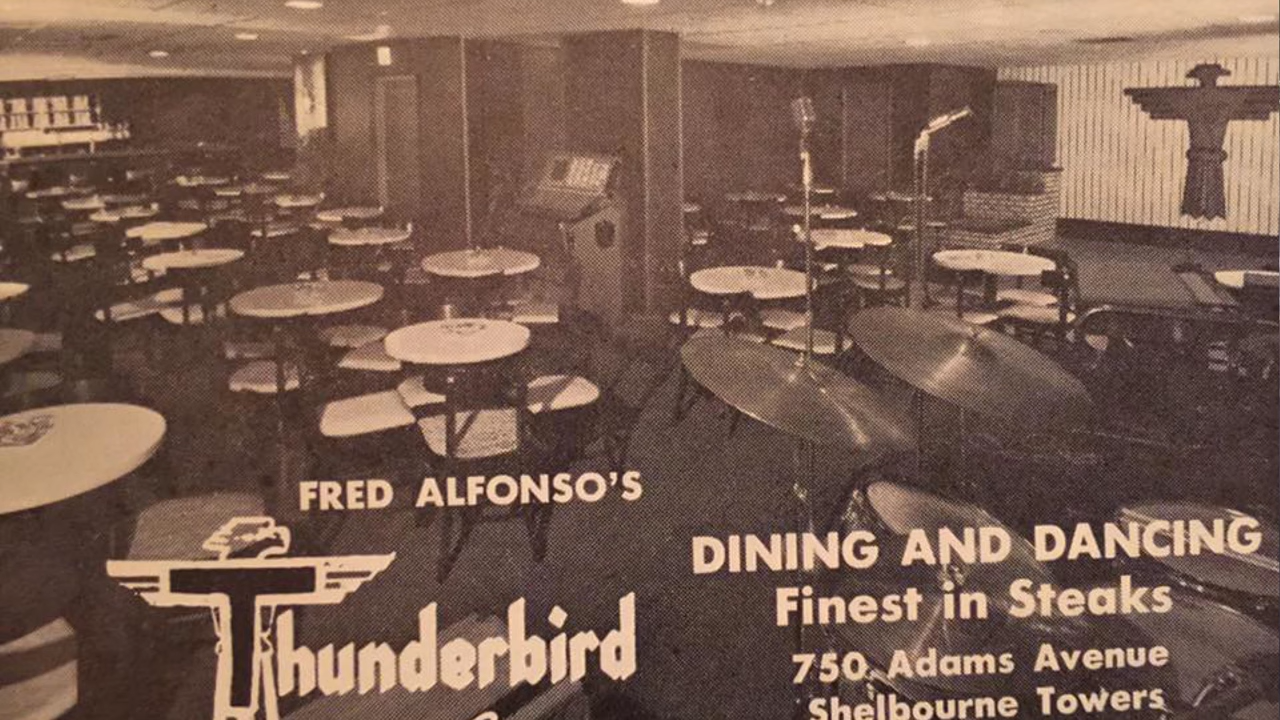 FRED ALFONSO'S
Thunderbird
DINING AND DANCING
Finest in Steaks
750 Adams Avenue
Shelbourne Towers